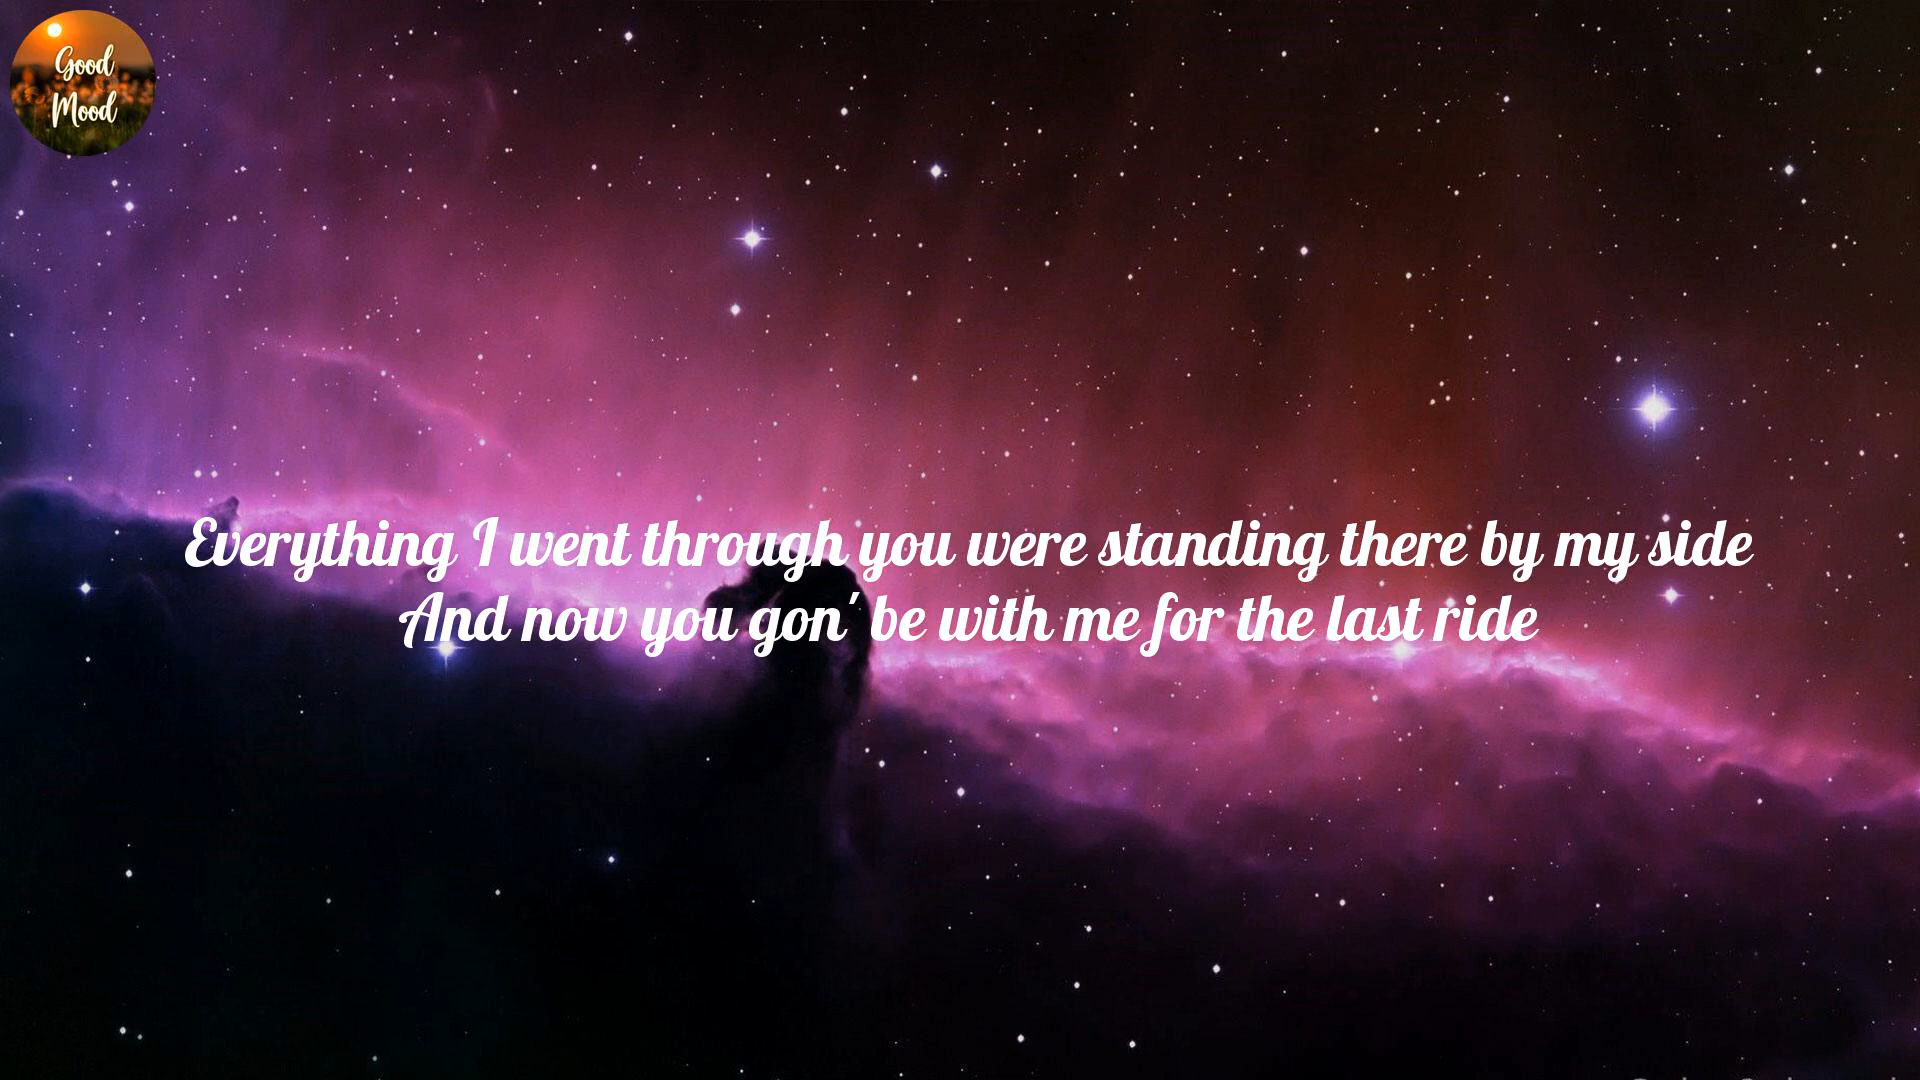 Good
Mood
Everything I went through you were standing there by my side
And now you gon' be with me for the last ride